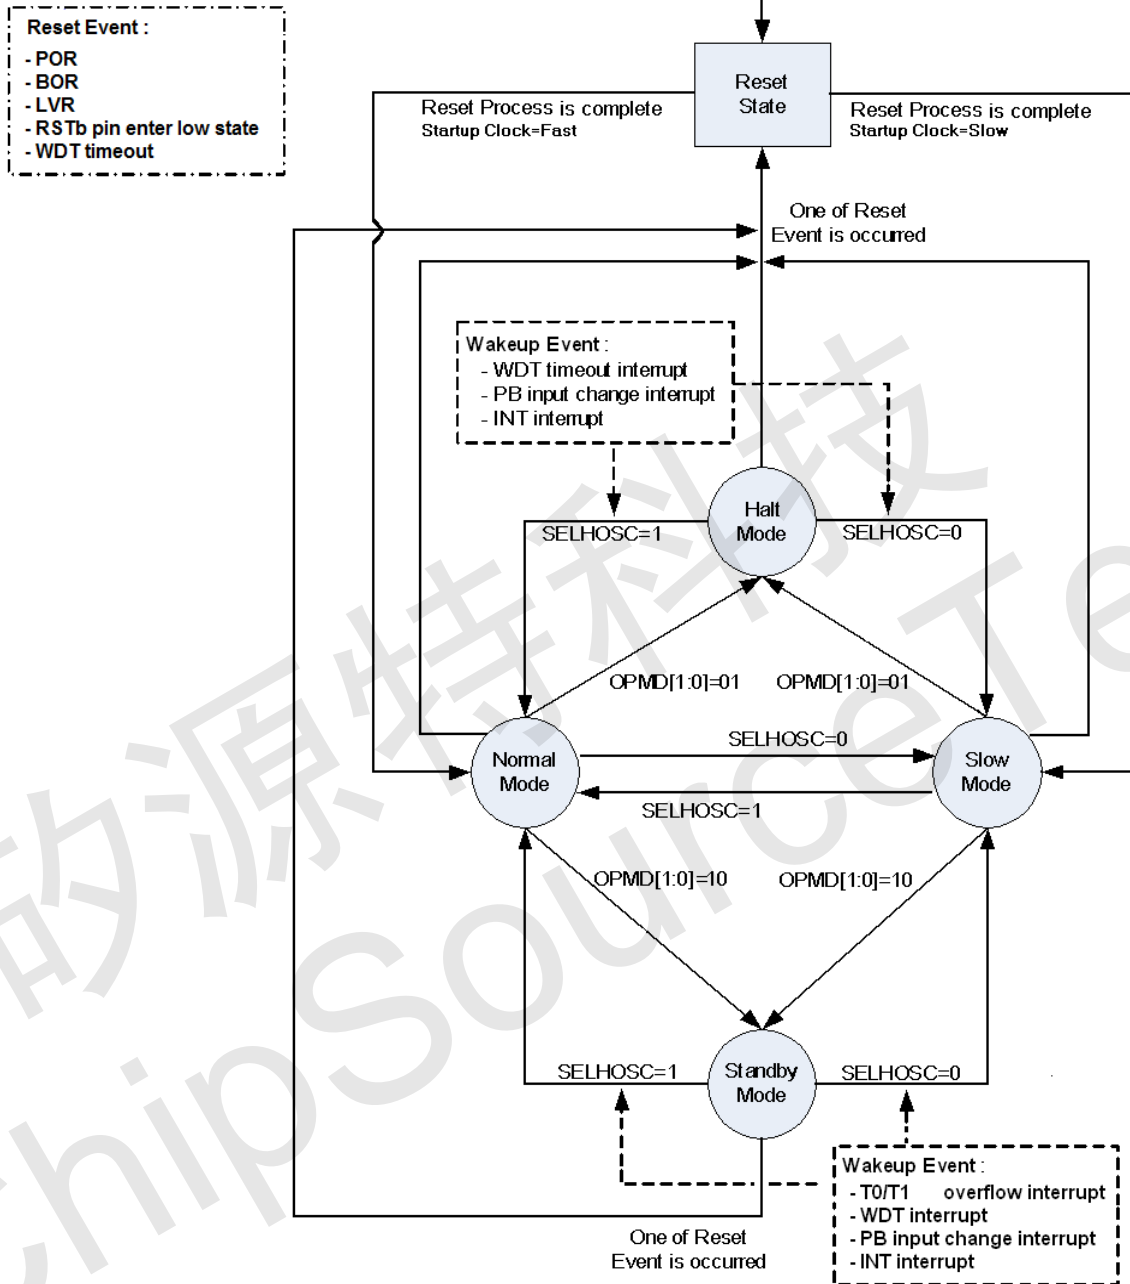 Reset Event :
- POR
- BOR
- LVR
- RSTb pin enter low state
- WDT timeout
Reset
State
Reset Process is complete
Startup Clock=Fast
Reset Process is complete
Startup Clock=Slow
One of Reset
Event is occurred
Wakeup Event :
- WDT timeout interrupt
- PB input change interrupt
- INT interrupt
Halt
Mode
SELHOSC=1
SELHOSC=0
OPMD[1:0]=01
OPMD[1:0]=01
SELHOSC=0
Normal
Mode
Slow
Mode
SELHOSC=1
OPMD[1:0]=10
OPMD[1:0]=10
Standby
Mode
SELHOSC=1
SELHOSC=0
Wakeup Event :
- T0/T1 overflow interrupt
- WDT interrupt
- PB input change interrupt
- INT interrupt
One of Reset
Event is occurred
矽源特科技
ChipSourceTe